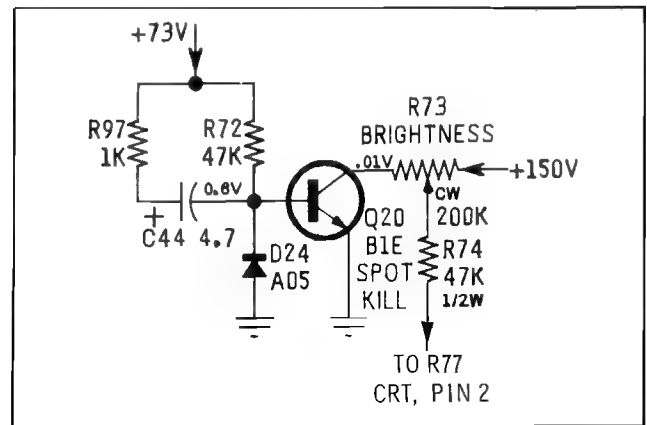 +73V
R97
1K
R72
47K
R73
BRIGHTNESS
.01V
+150V
0.6V
CW
200K
+
C44 4.7
D24
A05
Q20
B1E
SPOT
KILL
R74
47K
1/2W
TO R77
CRT, PIN 2